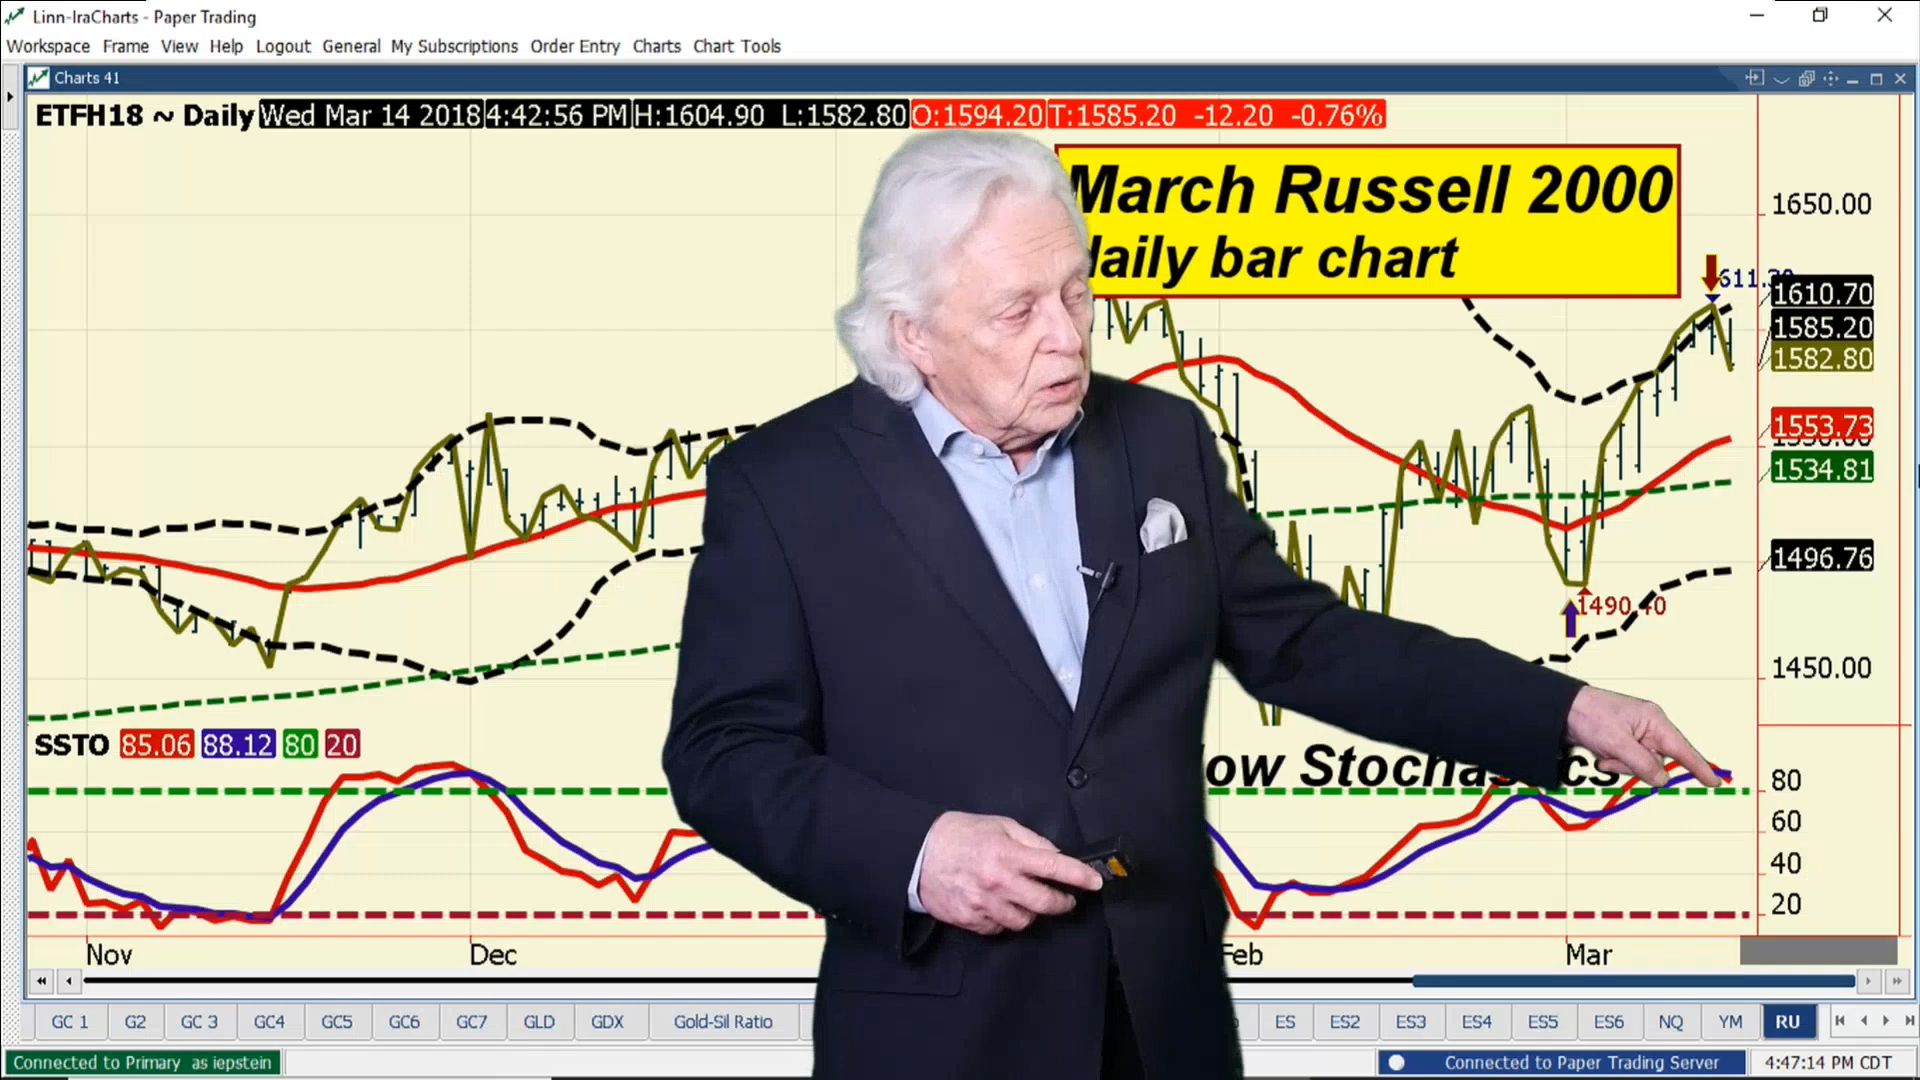 Linn-IraCharts - Paper Trading
Workspace Frame View Help Logout General My Subscriptions Order Entry Charts Chart Tools
Charts 41
ETFH18 ~ Daily Wed Mar 14 2018 4:42:56 PM H:1604.90 L:1582.80 O:1594.20 T:1585.20 -12.20 -0.76%
March Russell 2000
daily bar chart
1650.00
1610.70
1585.20
1582.80
1553.73
1534.81
1496.76
1490.40
1450.00
SSTO 85.06 88.12 80 20
ow Stochastics
80
60
40
20
Nov Dec Feb Mar
GC 1 G2 GC 3 GC4 GC5 GC6 GC7 GLD GDX Gold-Sil Ratio ES ES2 ES3 ES4 ES5 ES6 NQ YM RU
Connected to Primary as iepstein Connected to Paper Trading Server 4:47:14 PM CDT